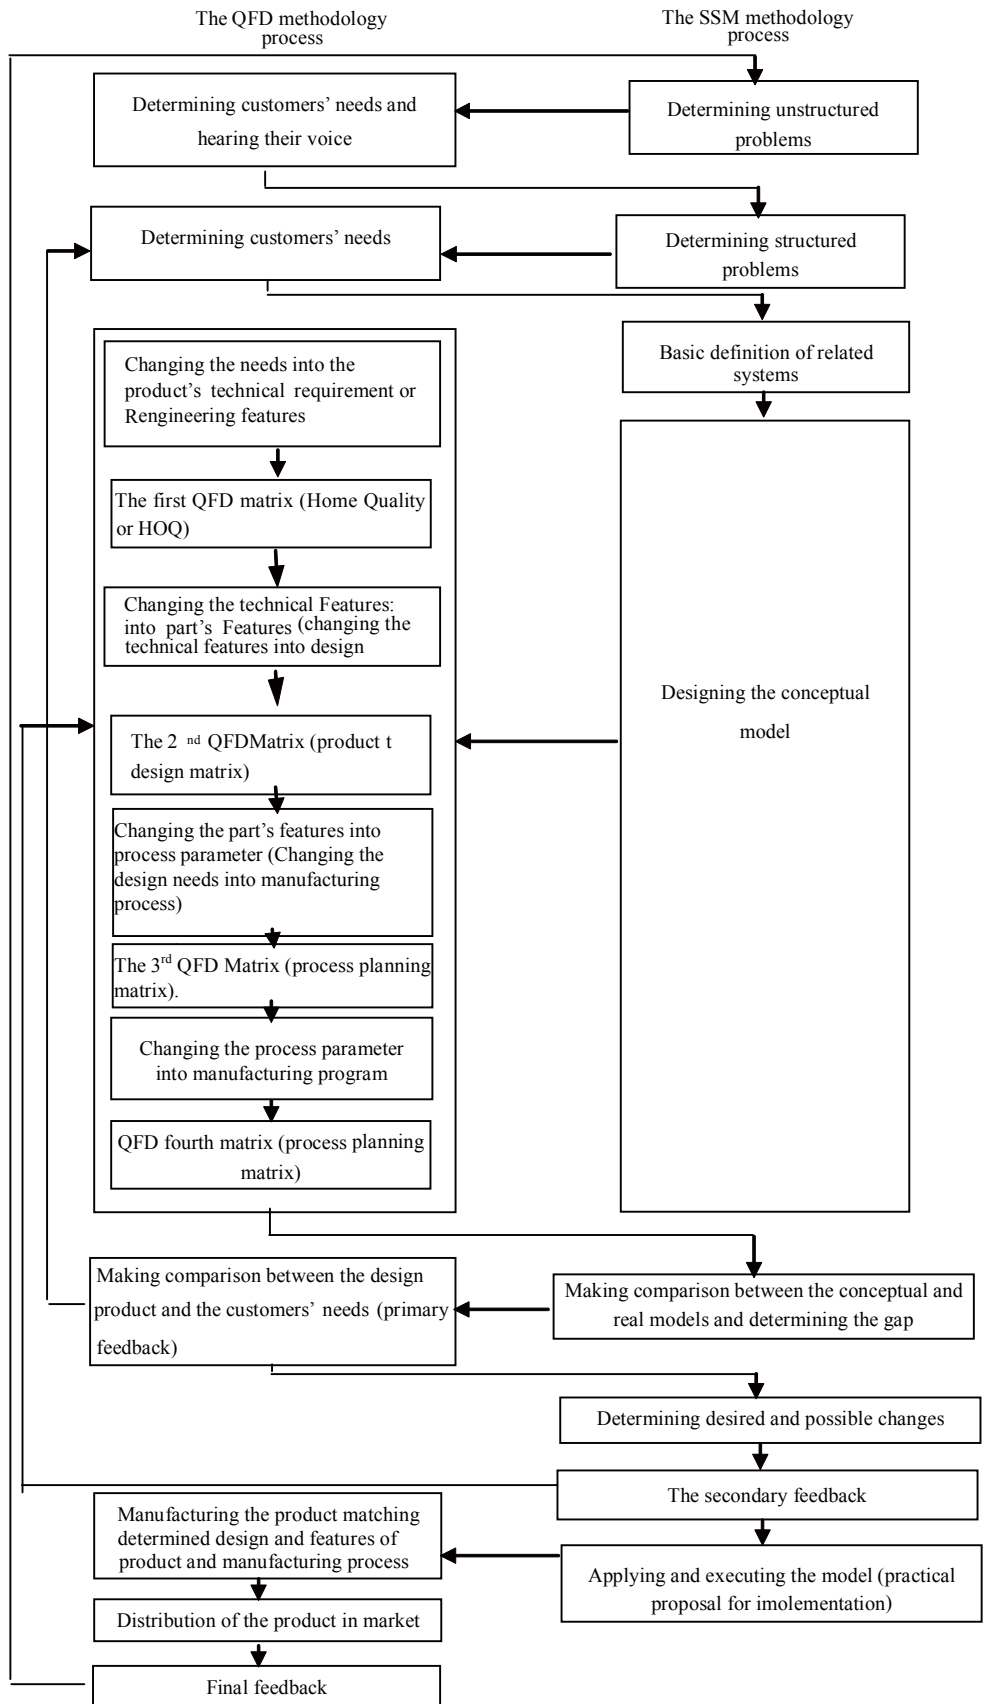 The QFD methodology
process
The SSM methodology
process
Determining customers’ needs and
hearing their voice
Determining unstructured
problems
Determining customers’ needs
Determining structured
problems
Basic definition of related
systems
Changing the needs into the
product’s technical requirement or
Rengineering features
The first QFD matrix (Home Quality
or HOQ)
Changing the technical Features:
into part’s Features (changing the
technical features into design
The 2 nd QFDMatrix (product t
design matrix)
Changing the part’s features into
process parameter (Changing the
design needs into manufacturing
process)
The 3rd QFD Matrix (process planning
matrix).
Changing the process parameter
into manufacturing program
QFD fourth matrix (process planning
matrix)
Designing the conceptual
model
Making comparison between the design
product and the customers’ needs (primary
feedback)
Making comparison between the conceptual and
real models and determining the gap
Determining desired and possible changes
The secondary feedback
Manufacturing the product matching
determined design and features of
product and manufacturing process
Applying and executing the model (practical
proposal for imolementation)
Distribution of the product in market
Final feedback